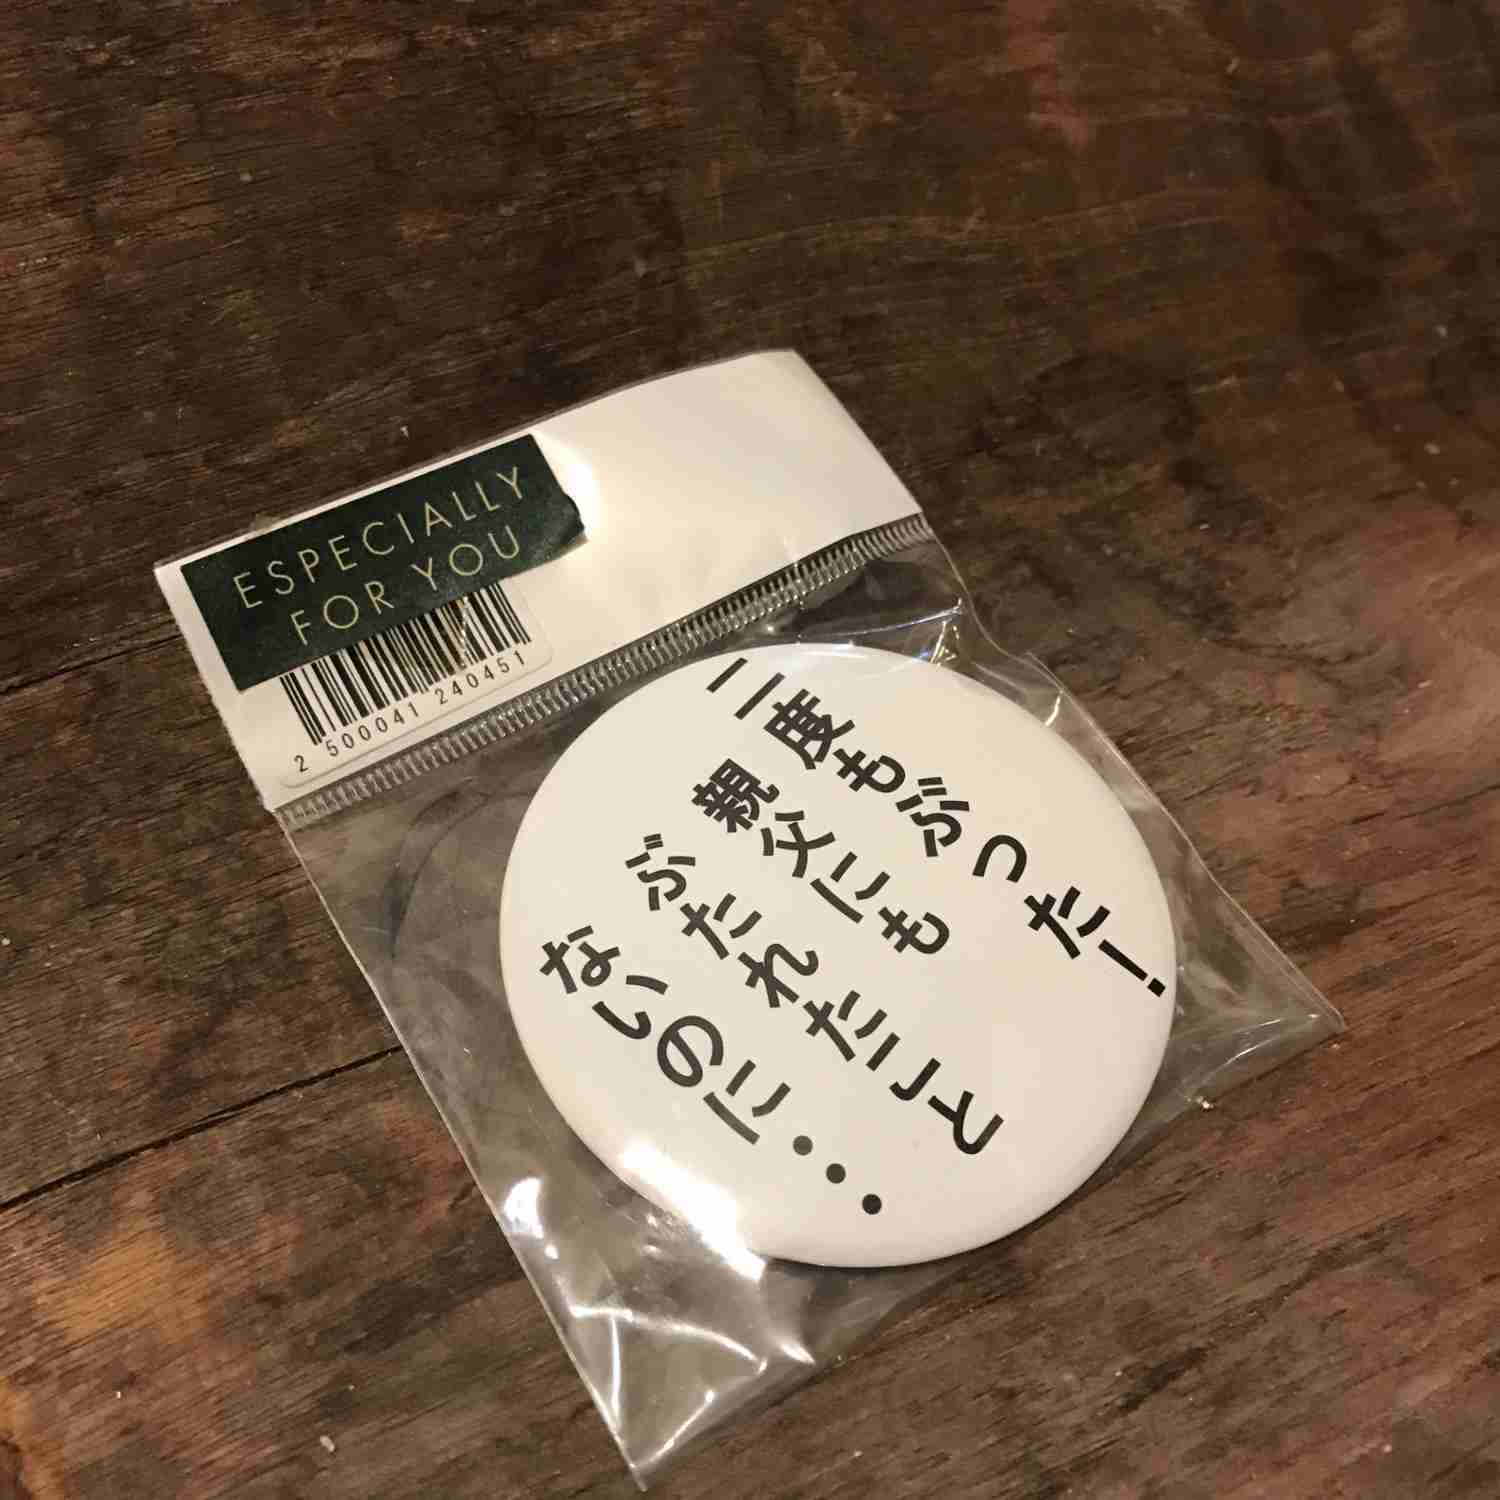 ESPECIALLY
FOR YOU
2 500041 240451
二度もぶった!
親父にも
ぶたれたこと
ないのに・・・